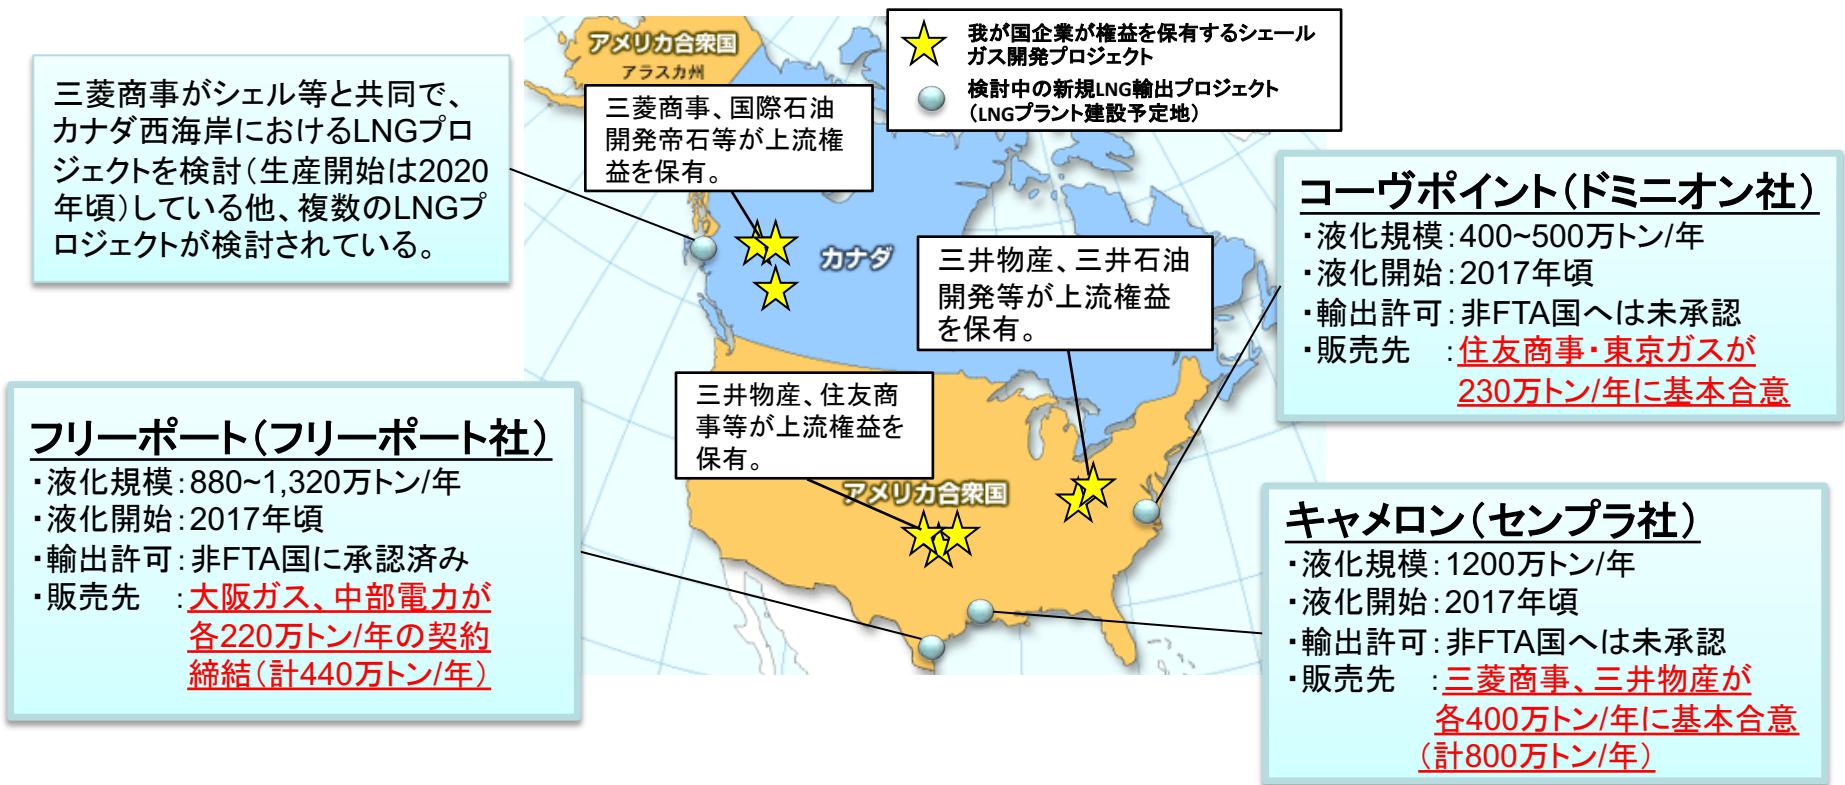 アメリカ合衆国
アラスカ州
我が国企業が権益を保有するシェール
ガス開発プロジェクト
検討中の新規LNG輸出プロジェクト
（LNGプラント建設予定地）
三菱商事がシェル等と共同で、
カナダ西海岸におけるLNGプロ
ジェクトを検討（生産開始は2020
年頃）している他、複数のLNGプ
ロジェクトが検討されている。
三菱商事、国際石油
開発帝石等が上流権
益を保有。
カナダ
三井物産、三井石油
開発等が上流権益
を保有。
コーヴポイント（ドミニオン社）
・液化規模：400~500万トン/年
・液化開始：2017年頃
・輸出許可：非FTA国へは未承認
・販売先　：住友商事・東京ガスが
230万トン/年に基本合意
三井物産、住友商
事等が上流権益を
保有。
アメリカ合衆国
フリーポート（フリーポート社）
・液化規模：880~1,320万トン/年
・液化開始：2017年頃
・輸出許可：非FTA国に承認済み
・販売先　：大阪ガス、中部電力が
各220万トン/年の契約
締結（計440万トン/年）
キャメロン（センプラ社）
・液化規模：1200万トン/年
・液化開始：2017年頃
・輸出許可：非FTA国へは未承認
・販売先　：三菱商事、三井物産が
各400万トン/年に基本合意
（計800万トン/年）